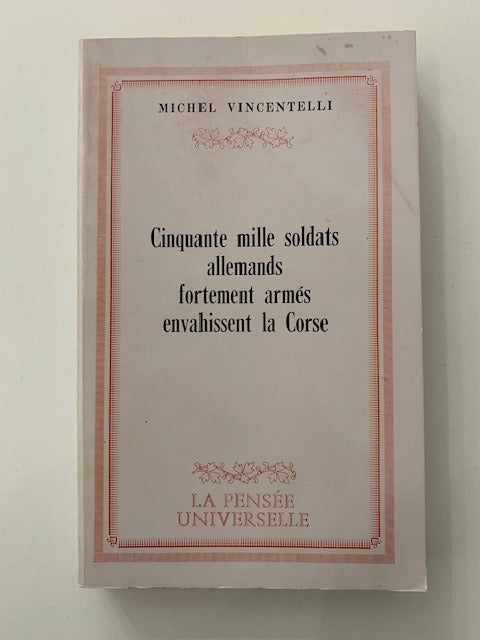 MICHEL VINCENTELLI
Cinquante mille soldats
allemands
fortement armés
envahissent la Corse
LA PENSÉE
UNIVERSELLE